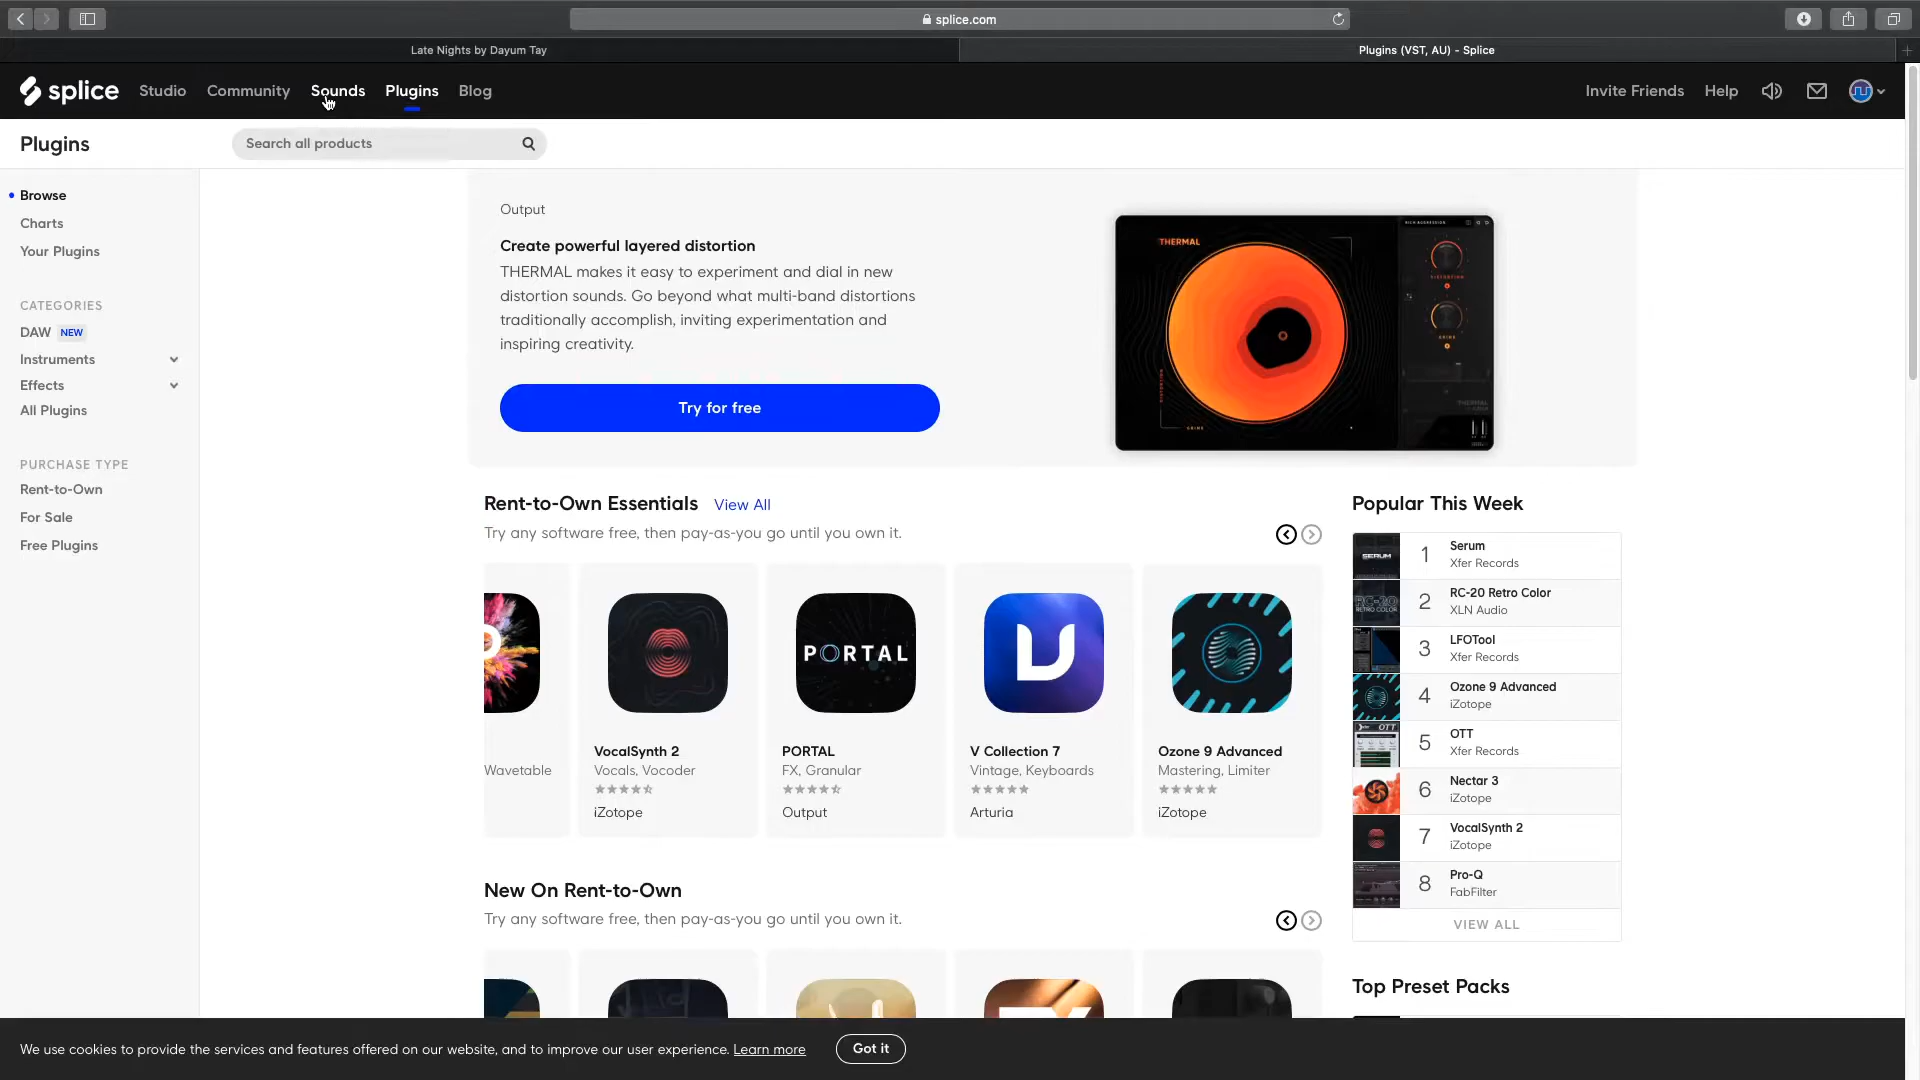 splice.com
Late Nights by Dayum Tay
Plugins (VST, AU) - Splice
splice
Studio
Community
Sounds
Plugins
Blog
Invite Friends
Help
Plugins
Search all products
Browse
Charts
Your Plugins
CATEGORIES
DAW NEW
Instruments
Effects
All Plugins
PURCHASE TYPE
Rent-to-Own
For Sale
Free Plugins
Output
Create powerful layered distortion
THERMAL makes it easy to experiment and dial in new
distortion sounds. Go beyond what multi-band distortions
traditionally accomplish, inviting experimentation and
inspiring creativity.
Try for free
THERMAL
Rent-to-Own Essentials View All
Try any software free, then pay-as-you go until you own it.
Wavetable
VocalSynth 2
Vocals, Vocoder
iZotope
PORTAL
PORTAL
FX, Granular
Output
V Collection 7
Vintage, Keyboards
Arturia
Ozone 9 Advanced
Mastering, Limiter
iZotope
New On Rent-to-Own
Try any software free, then pay-as-you go until you own it.
Popular This Week
SERUM
1
Serum
Xfer Records
RC-20
RETRO COLOR
2
RC-20 Retro Color
XLN Audio
3
LFOTool
Xfer Records
4
Ozone 9 Advanced
iZotope
OTT
5
OTT
Xfer Records
6
Nectar 3
iZotope
7
VocalSynth 2
iZotope
8
Pro-Q
FabFilter
VIEW ALL
Top Preset Packs
We use cookies to provide the services and features offered on our website, and to improve our user experience. Learn more
Got it